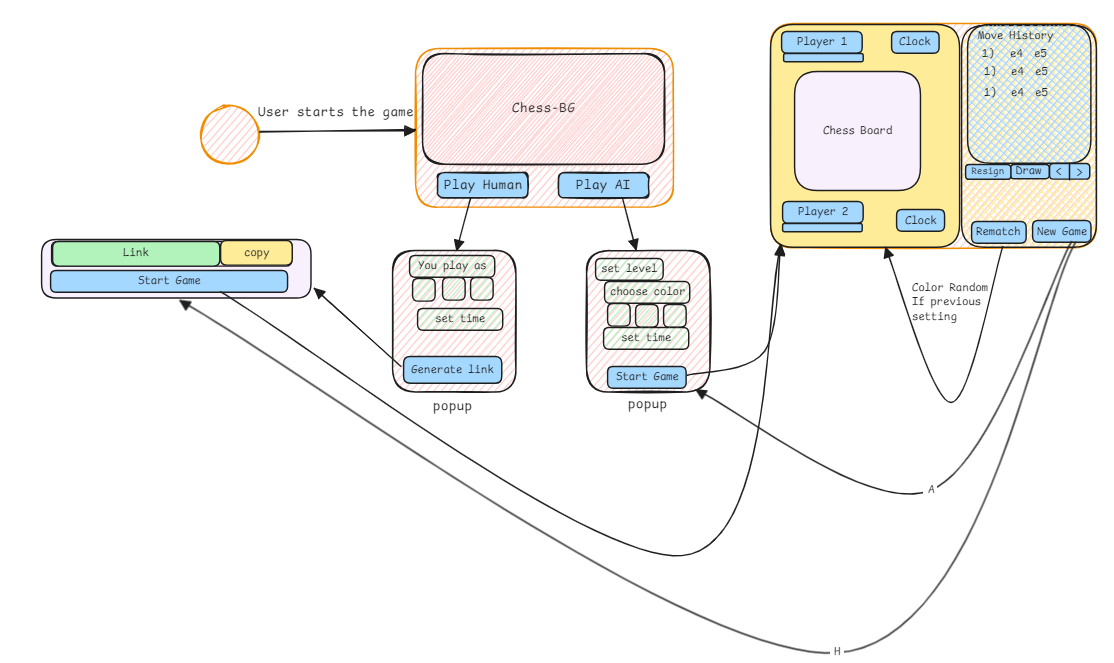 User starts the game
Chess-BG
Play Human
Play AI
Link
copy
Start Game
You play as
set time
Generate link
popup
set level
choose color
set time
Start Game
popup
Player 1
Clock
Chess Board
Player 2
Clock
Move History
1) e4 e5
1) e4 e5
1) e4 e5
Resign
Draw
<
>
Rematch
New Game
Color Random
If previous
setting
A
H